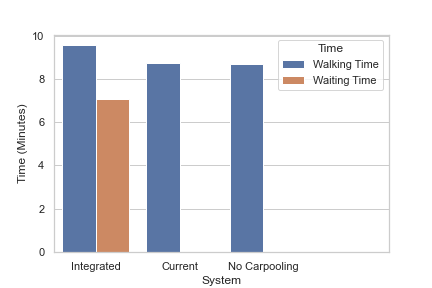 10
8
6
4
2
0
Time (Minutes)
Time
Walking Time
Waiting Time
Integrated
Current
No Carpooling
System